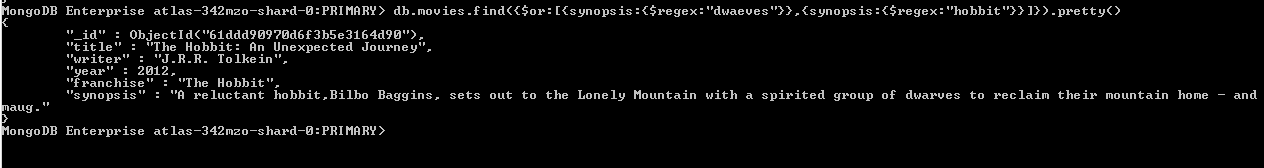 MongoDB Enterprise atlas-342mzo-shard-0:PRIMARY> db.movies.find({$or:[{synopsis:{$regex:"dwaeves"}},{synopsis:{$regex:"hobbit"}}]}).pretty()
{
"_id" : ObjectId("61ddd90970d6f3b5e3164d90"),
"title" : "The Hobbit: An Unexpected Journey",
"writer" : "J.R.R. Tolkein",
"year" : 2012,
"franchise" : "The Hobbit",
"synopsis" : "A reluctant hobbit,Bilbo Baggins, sets out to the Lonely Mountain with a spirited group of dwarves to reclaim their mountain home - and
maug."
}
MongoDB Enterprise atlas-342mzo-shard-0:PRIMARY>